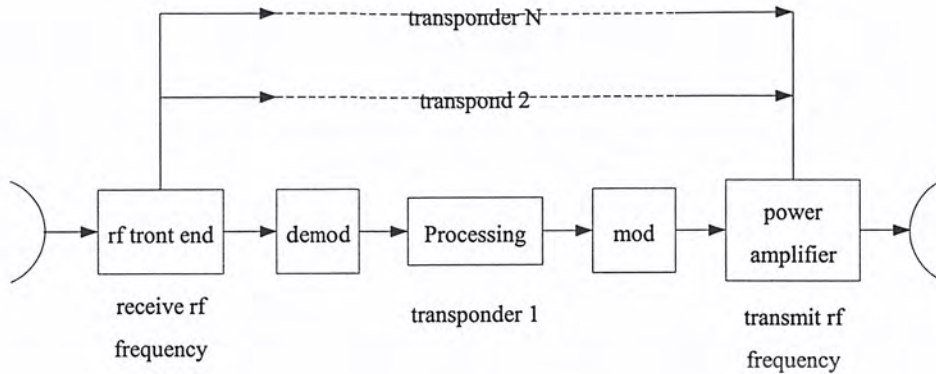 transponder N
transpond 2
rf tront end
demod
Processing
mod
power
amplifier
receive rf
frequency
transponder 1
transmit rf
frequency